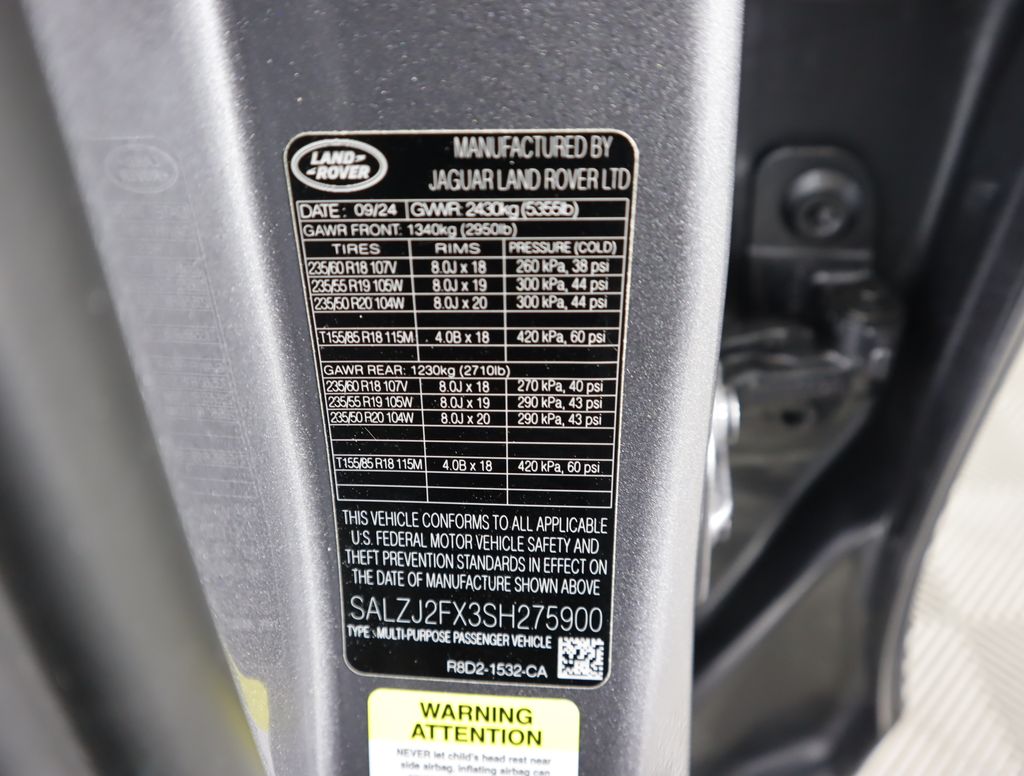 LAND ROVER
MANUFACTURED BY
JAGUAR LAND ROVER LTD
DATE: 09/24 GVWR: 2430kg (5355lb)
GAWR FRONT: 1340kg (2950lb)
TIRES RIMS PRESSURE (COLD)
235/60 R18 107V 8.0J x 18 260 kPa, 38 psi
235/55 R19 105W 8.0J x 19 300 kPa, 44 psi
235/50 R20 104W 8.0J x 20 300 kPa, 44 psi
T155/85 R18 115M 4.0B x 18 420 kPa, 60 psi
GAWR REAR: 1230kg (2710lb)
235/60 R18 107V 8.0J x 18 270 kPa, 40 psi
235/55 R19 105W 8.0J x 19 290 kPa, 43 psi
235/50 R20 104W 8.0J x 20 290 kPa, 43 psi
T155/85 R18 115M 4.0B x 18 420 kPa, 60 psi
THIS VEHICLE CONFORMS TO ALL APPLICABLE
U.S. FEDERAL MOTOR VEHICLE SAFETY AND
THEFT PREVENTION STANDARDS IN EFFECT ON
THE DATE OF MANUFACTURE SHOWN ABOVE
SALZJ2FX3SH275900
TYPE : MULTI-PURPOSE PASSENGER VEHICLE
R8D2-1532-CA
WARNING
ATTENTION
NEVER let child's head rest near
side airbag, inflating airbag can